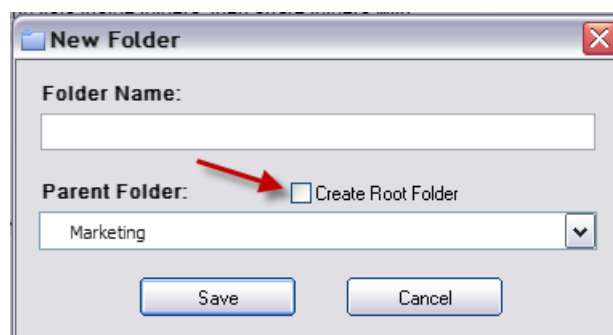 New Folder
Folder Name:
Parent Folder:
Create Root Folder
Marketing
Save
Cancel